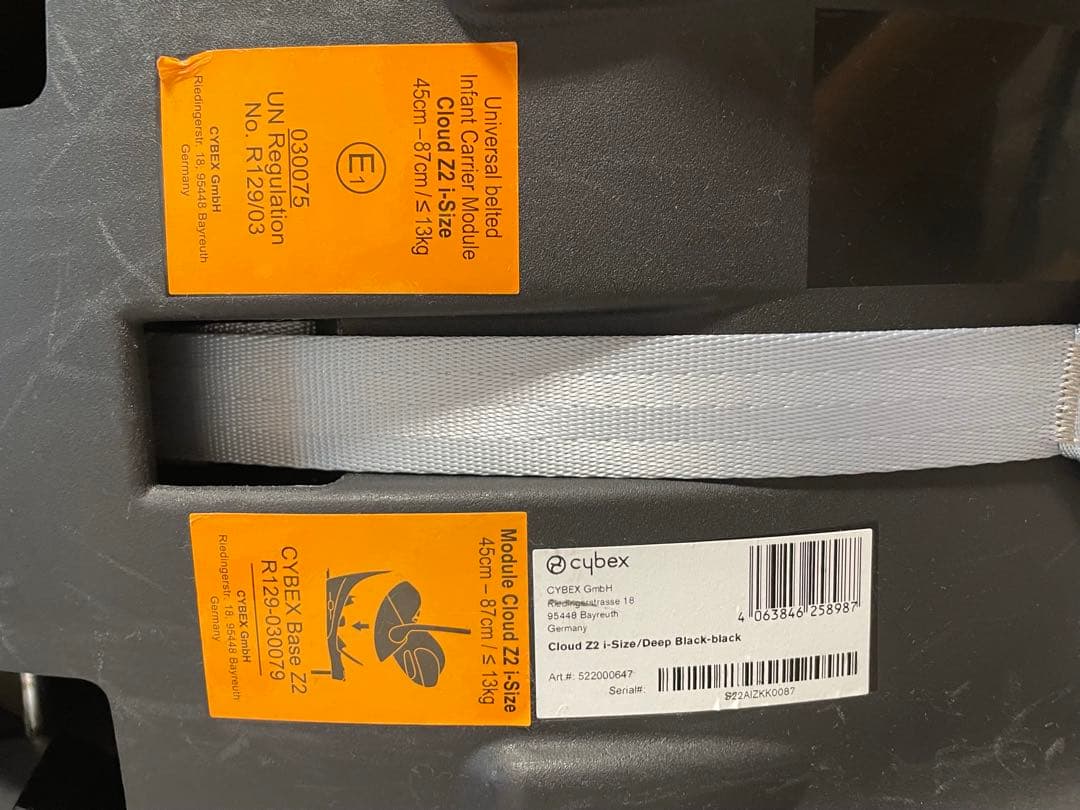 Universal belted
Infant Carrier Module
Cloud Z2 i-Size
45cm – 87cm / ≤ 13kg
E1
030075
UN Regulation
No. R129/03
CYBEX GmbH
Riedingerstr. 18, 95448 Bayreuth
Germany
Module Cloud Z2 i-Size
45cm – 87cm / ≤ 13kg
CYBEX Base Z2
R129-030079
CYBEX GmbH
Riedingerstr. 18, 95448 Bayreuth
Germany
cybex
CYBEX GmbH
Riedingerstrasse 18
95448 Bayreuth
Germany
4 063846 258987
Cloud Z2 i-Size/Deep Black-black
Art.#: 522000647
Serial#:
S22AIZKK0087